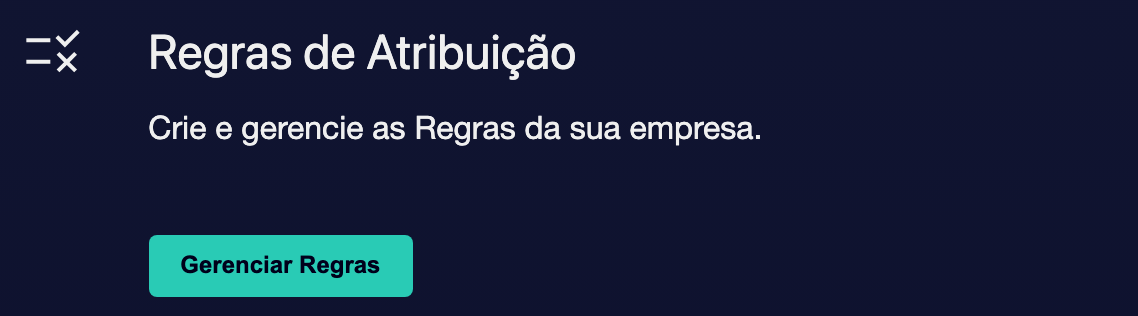 Regras de Atribuição
Crie e gerencie as Regras da sua empresa.
Gerenciar Regras